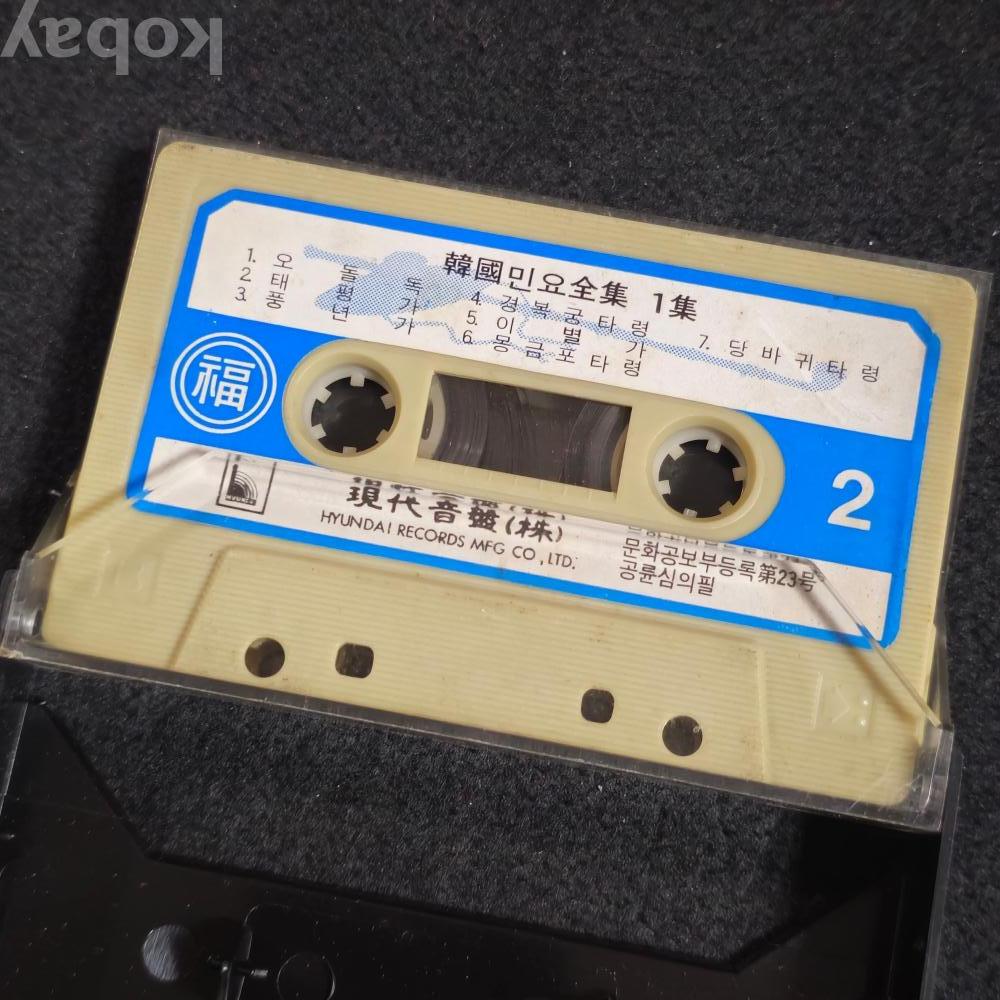 kobay
韓國민요全集 1集
1. 오돌독
2. 태평가
3. 풍년가
4. 경복궁타령
5. 이별가
6. 몽금포타령
7. 당바귀타령
福
2
現代音盤(株)
HYUNDAI RECORDS MFG CO., LTD.
문화공보부등록第23号
공륜심의필